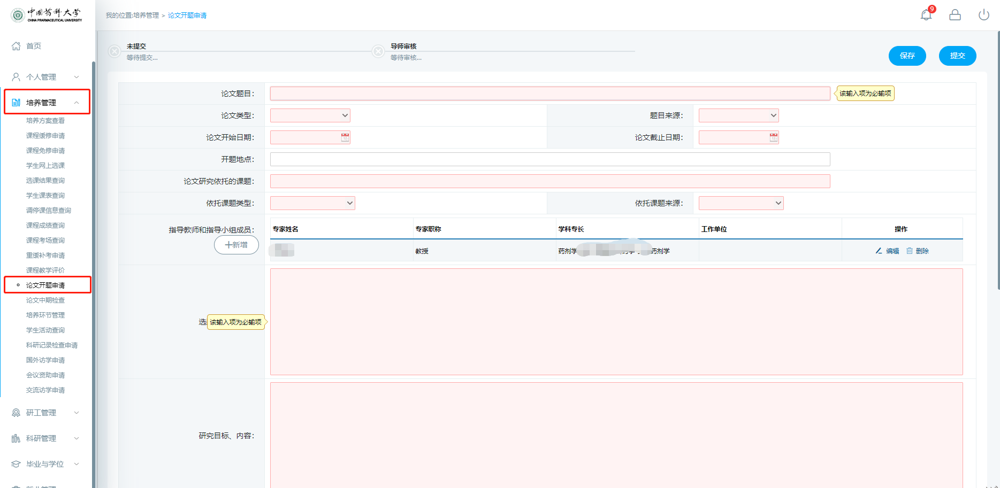 中国药科大学
CHINA PHARMACEUTICAL UNIVERSITY
我的位置:培养管理 > 论文开题申请
9
首页
个人管理
培养管理
培养方案查看
课程缓修申请
课程免修申请
学生网上选课
选课结果查询
学生课表查询
调停课信息查询
课程成绩查询
课程考场查询
重缓补考申请
课程教学评价
论文开题申请
论文中期检查
培养环节管理
学生活动查询
科研记录检查申请
国外访学申请
会议资助申请
交流访学申请
研工管理
科研管理
毕业与学位
未提交
等待提交...
导师审核
等待审核...
保存
提交
论文题目：
该输入项为必输项
论文类型：
题目来源：
论文开始日期：
论文截止日期：
开题地点：
论文研究依托的课题：
依托课题类型：
依托课题来源：
指导教师和指导小组成员：
新增
专家姓名 专家职称 学科专长 工作单位 操作
教授 药剂学 药剂学 编辑 删除
选
该输入项为必输项
研究目标、内容：